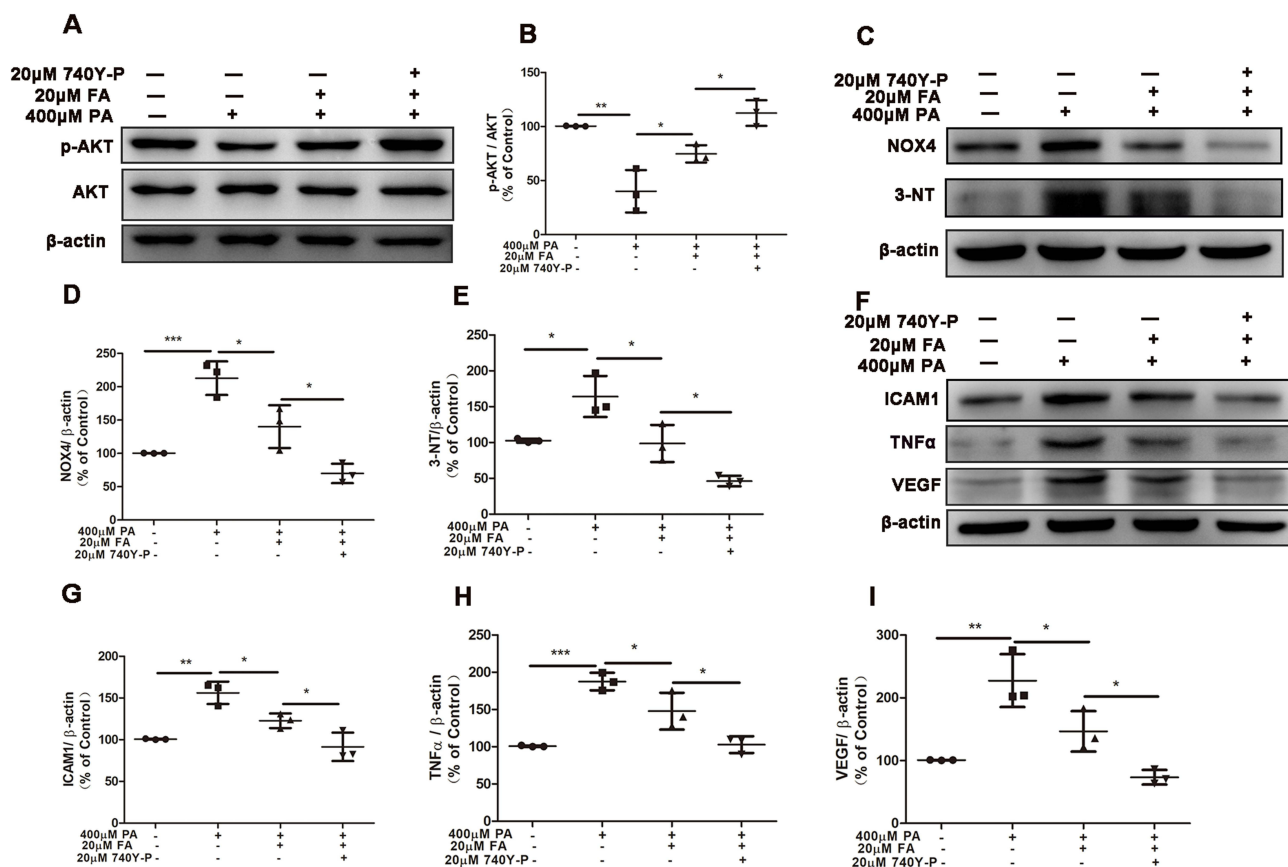 A
20µM 740Y-P — — — +
20µM FA — — + +
400µM PA — + + +
p-AKT
AKT
β-actin
B
p-AKT / AKT
(% of Control)
150
100
50
0
** * *
400µM PA - + + +
20µM FA - - + +
20µM 740Y-P - - - +
C
20µM 740Y-P — — — +
20µM FA — — + +
400µM PA — + + +
NOX4
3-NT
β-actin
D
NOX4/ β-actin
(% of Control)
250
200
150
100
50
0
*** * *
400µM PA - + + +
20µM FA - - + +
20µM 740Y-P - - - +
E
3-NT/β-actin
(% of Control)
250
200
150
100
50
0
* * *
400µM PA - + + +
20µM FA - - + +
20µM 740Y-P - - - +
F
20µM 740Y-P — — — +
20µM FA — — + +
400µM PA — + + +
ICAM1
TNFα
VEGF
β-actin
G
ICAM1/ β-actin
(% of Control)
200
150
100
50
0
** * *
400µM PA - + + +
20µM FA - - + +
20µM 740Y-P - - - +
H
TNFα / β-actin
(% of Control)
250
200
150
100
50
0
*** * *
400µM PA - + + +
20µM FA - - + +
20µM 740Y-P - - - +
I
VEGF/ β-actin
(% of Control)
300
200
100
0
** * *
400µM PA - + + +
20µM FA - - + +
20µM 740Y-P - - - +